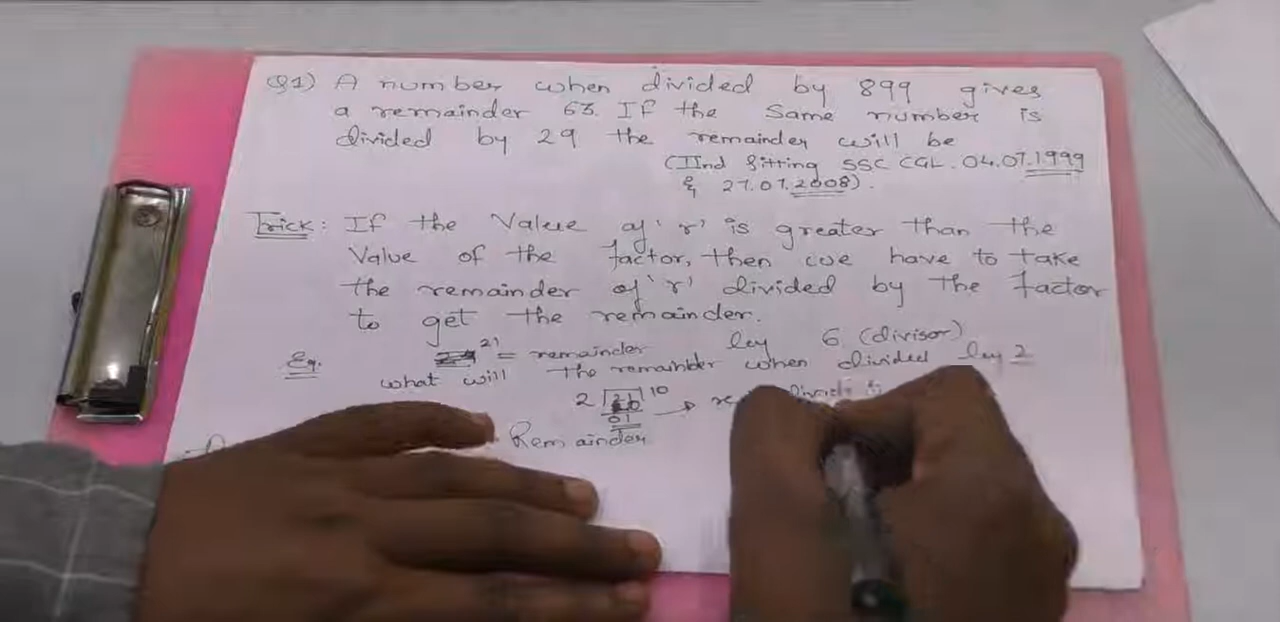 Q1) A number when divided by 899 gives
a remainder 63. If the same number is
divided by 29 the remainder will be
(IInd Sitting SSC CGL. 04.07.1999
& 27.07.2008).
Trick: If the Value of 'r' is greater than the
Value of the factor, then we have to take
the remainder of 'r' divided by the factor
to get the remainder.
Eg. 21 = remainder ley 6 (divisor)
what will the remainder when divided ley 2
2 10
01
Remainder